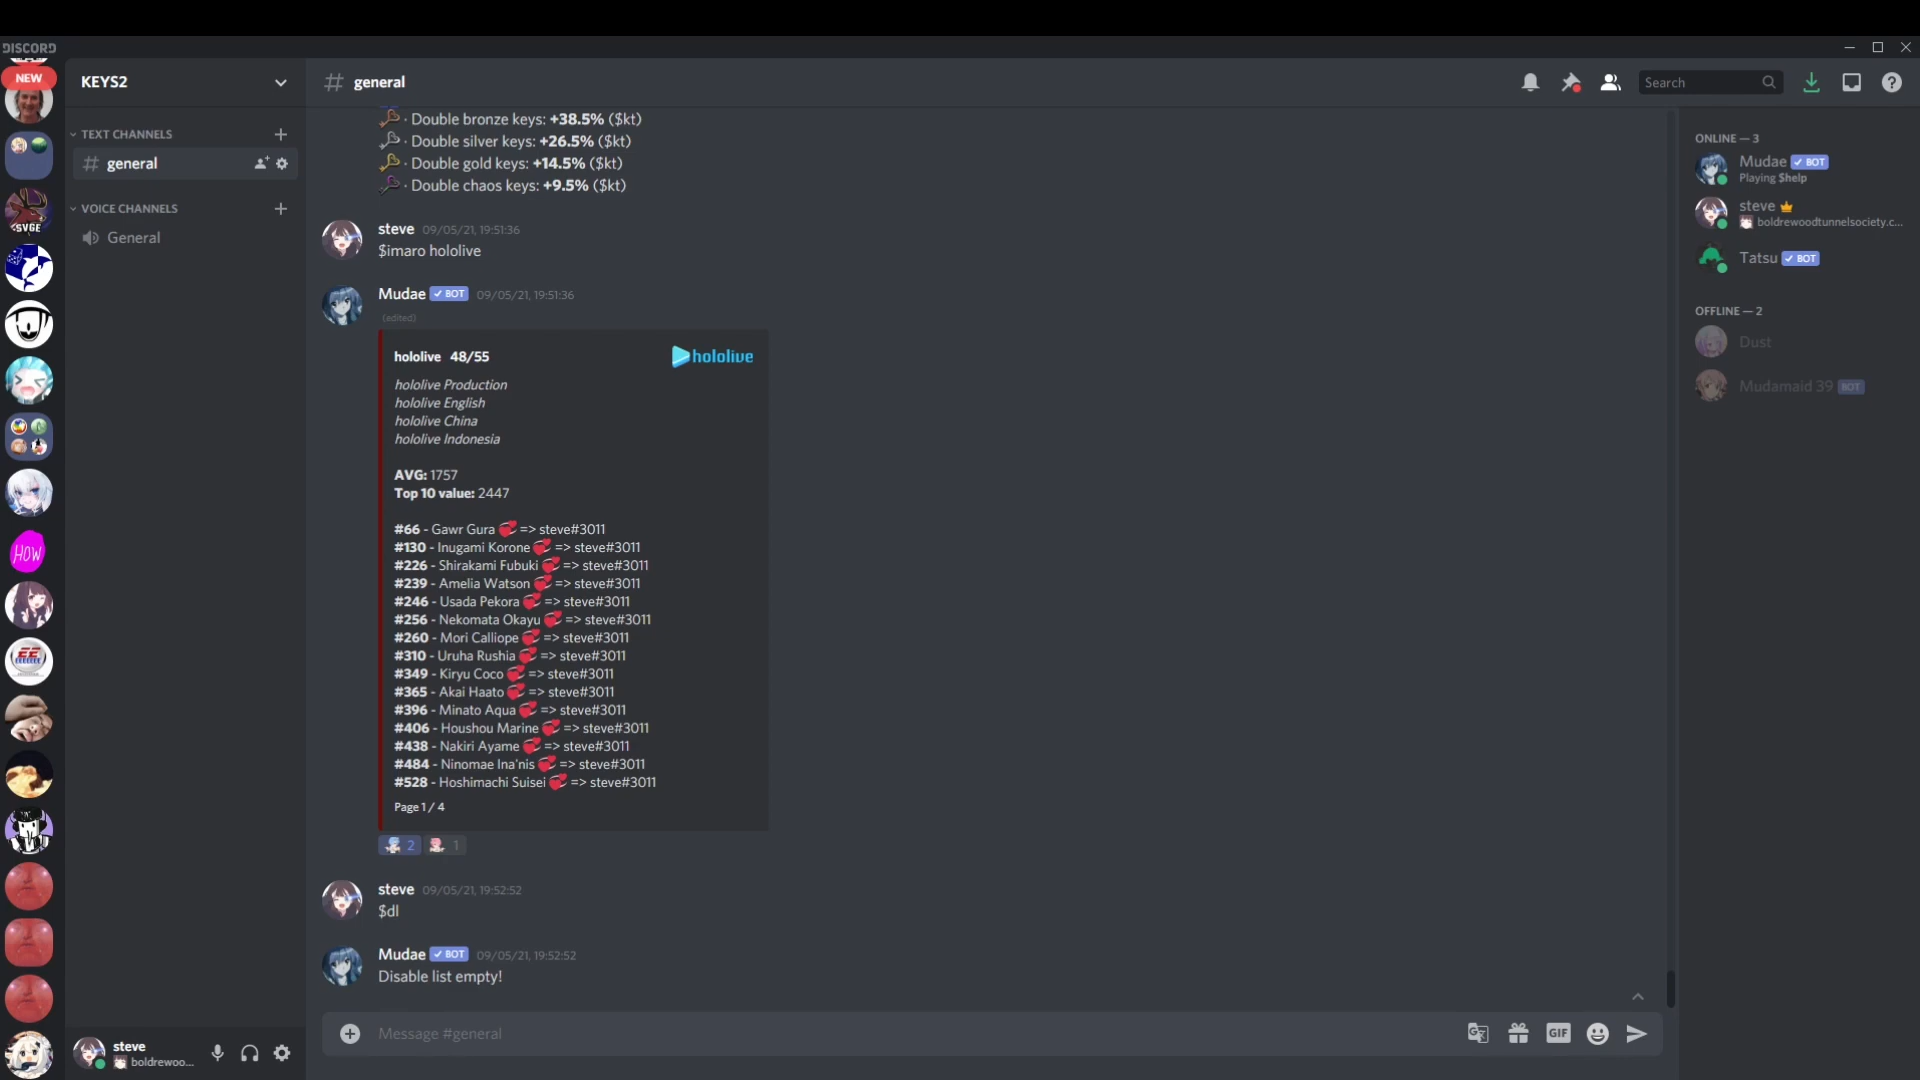 DISCORD
NEW
KEYS2
TEXT CHANNELS
general
VOICE CHANNELS
General
SVGE
HOW
EE
steve
boldrewoo...
# general
Search
· Double bronze keys: +38.5% ($kt)
· Double silver keys: +26.5% ($kt)
· Double gold keys: +14.5% ($kt)
· Double chaos keys: +9.5% ($kt)
steve 09/05/21, 19:51:36
$imaro hololive
Mudae ✓ BOT 09/05/21, 19:51:36
(edited)
hololive 48/55
hololive
hololive Production
hololive English
hololive China
hololive Indonesia
AVG: 1757
Top 10 value: 2447
#66 - Gawr Gura 💞 => steve#3011
#130 - Inugami Korone 💞 => steve#3011
#226 - Shirakami Fubuki 💞 => steve#3011
#239 - Amelia Watson 💞 => steve#3011
#246 - Usada Pekora 💞 => steve#3011
#256 - Nekomata Okayu 💞 => steve#3011
#260 - Mori Calliope 💞 => steve#3011
#310 - Uruha Rushia 💞 => steve#3011
#349 - Kiryu Coco 💞 => steve#3011
#365 - Akai Haato 💞 => steve#3011
#396 - Minato Aqua 💞 => steve#3011
#406 - Houshou Marine 💞 => steve#3011
#438 - Nakiri Ayame 💞 => steve#3011
#484 - Ninomae Ina'nis 💞 => steve#3011
#528 - Hoshimachi Suisei 💞 => steve#3011
Page 1 / 4
2 1
steve 09/05/21, 19:52:52
$dl
Mudae ✓ BOT 09/05/21, 19:52:52
Disable list empty!
Message #general
GIF
ONLINE — 3
Mudae ✓ BOT
Playing $help
steve
boldrewoodtunnelsociety.c...
Tatsu ✓ BOT
OFFLINE — 2
Dust
Mudamaid 39 BOT